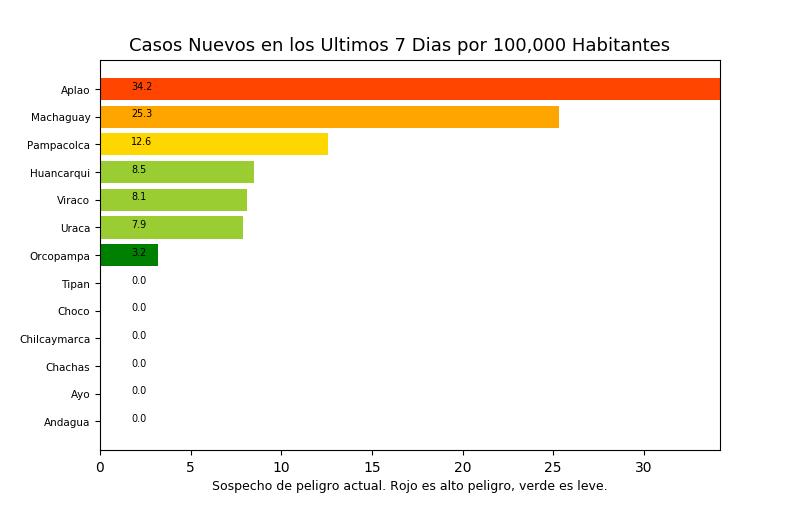 Casos Nuevos en los Ultimos 7 Dias por 100,000 Habitantes
Aplao 34.2
Machaguay 25.3
Pampacolca 12.6
Huancarqui 8.5
Viraco 8.1
Uraca 7.9
Orcopampa 3.2
Tipan 0.0
Choco 0.0
Chilcaymarca 0.0
Chachas 0.0
Ayo 0.0
Andagua 0.0
0 5 10 15 20 25 30
Sospecho de peligro actual. Rojo es alto peligro, verde es leve.